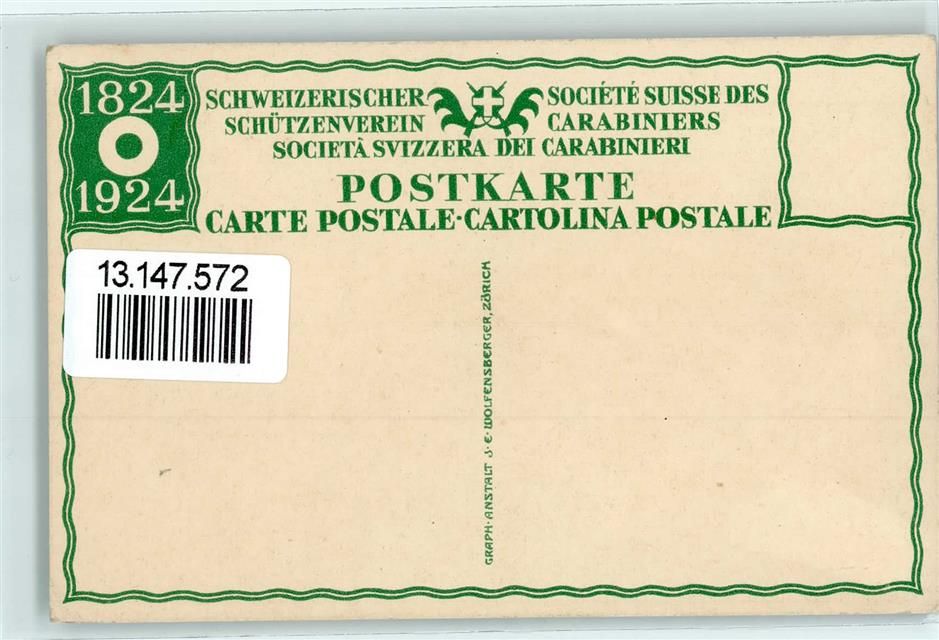 1824
1924
SCHWEIZERISCHER
SCHÜTZENVEREIN
SOCIÉTÉ SUISSE DES
CARABINIERS
SOCIETÀ SVIZZERA DEI CARABINIERI
POSTKARTE
CARTE POSTALE·CARTOLINA POSTALE
13.147.572
GRAPH·ANSTALT J·E·WOLFENSBERGER, ZÜRICH